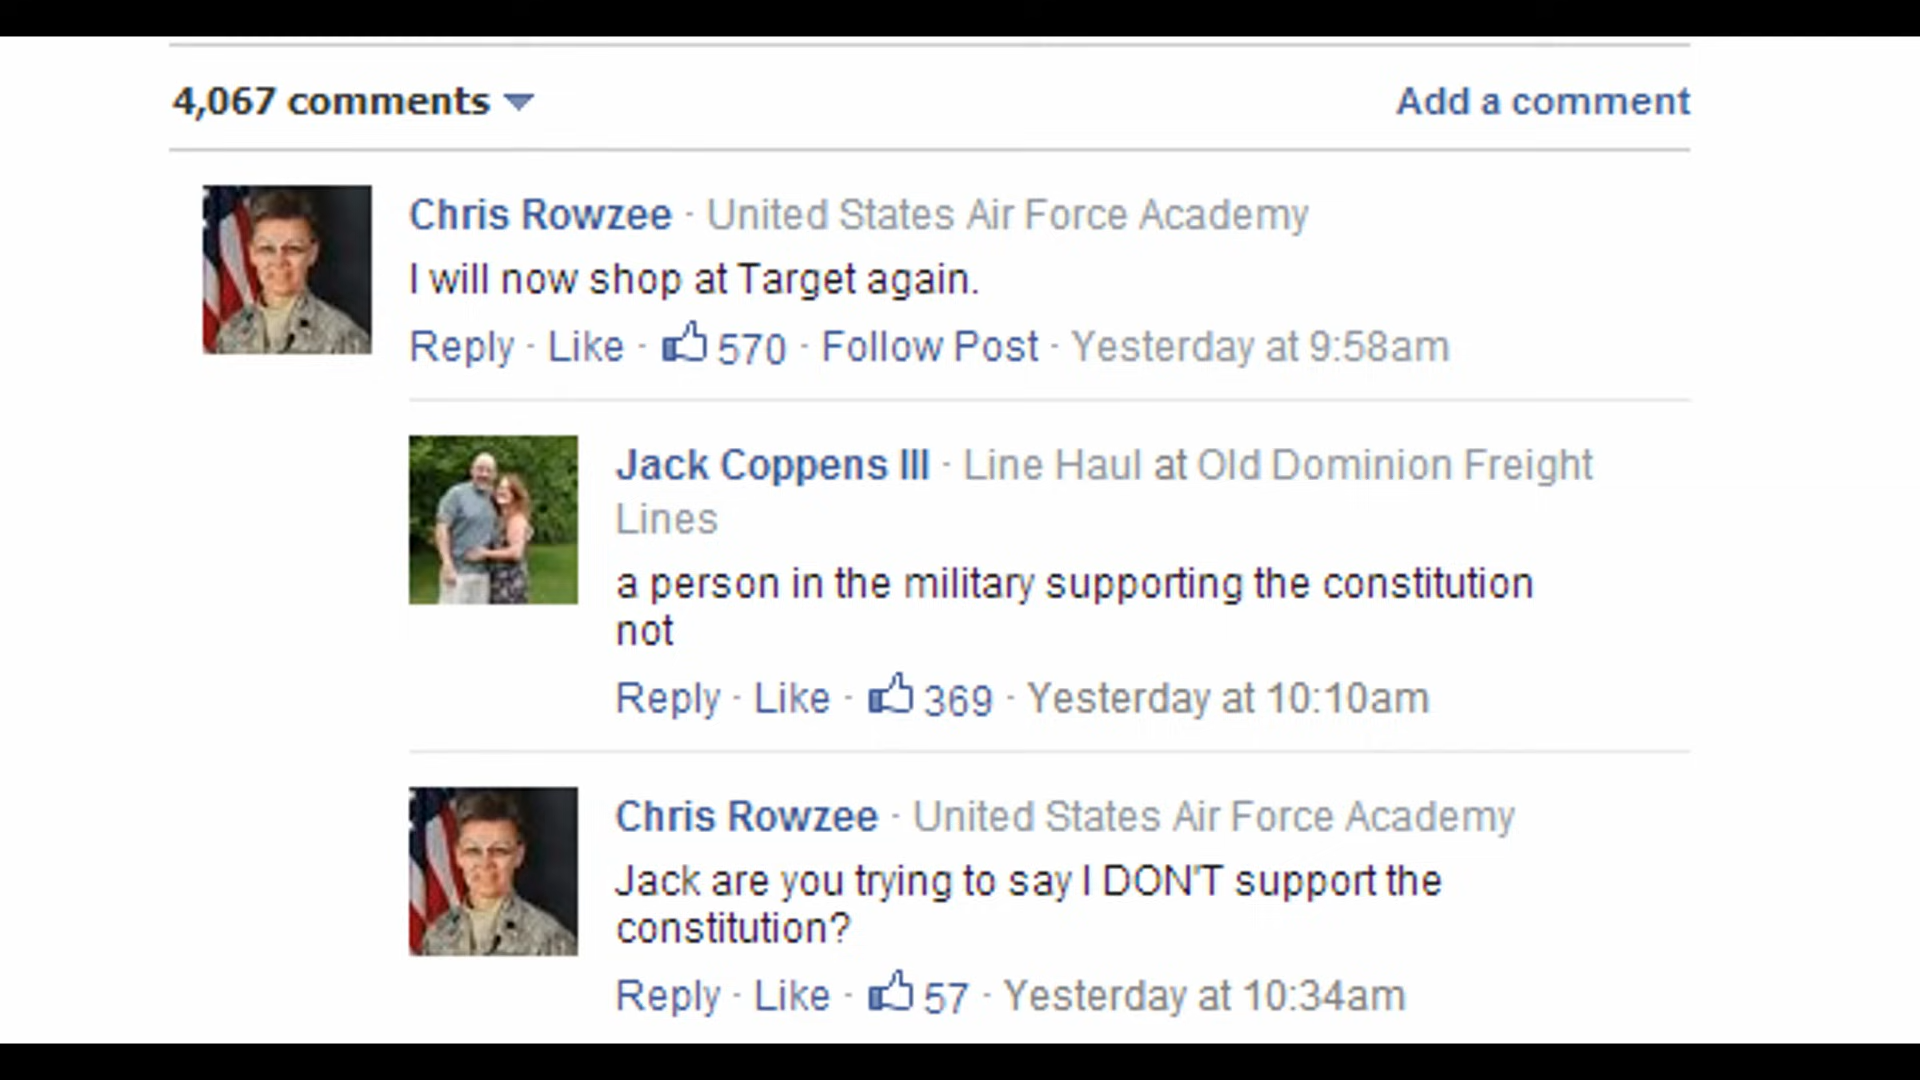 4,067 comments
Add a comment
Chris Rowzee · United States Air Force Academy
I will now shop at Target again.
Reply · Like · 570 · Follow Post · Yesterday at 9:58am
Jack Coppens III · Line Haul at Old Dominion Freight
Lines
a person in the military supporting the constitution
not
Reply · Like · 369 · Yesterday at 10:10am
Chris Rowzee · United States Air Force Academy
Jack are you trying to say I DON'T support the
constitution?
Reply · Like · 57 · Yesterday at 10:34am